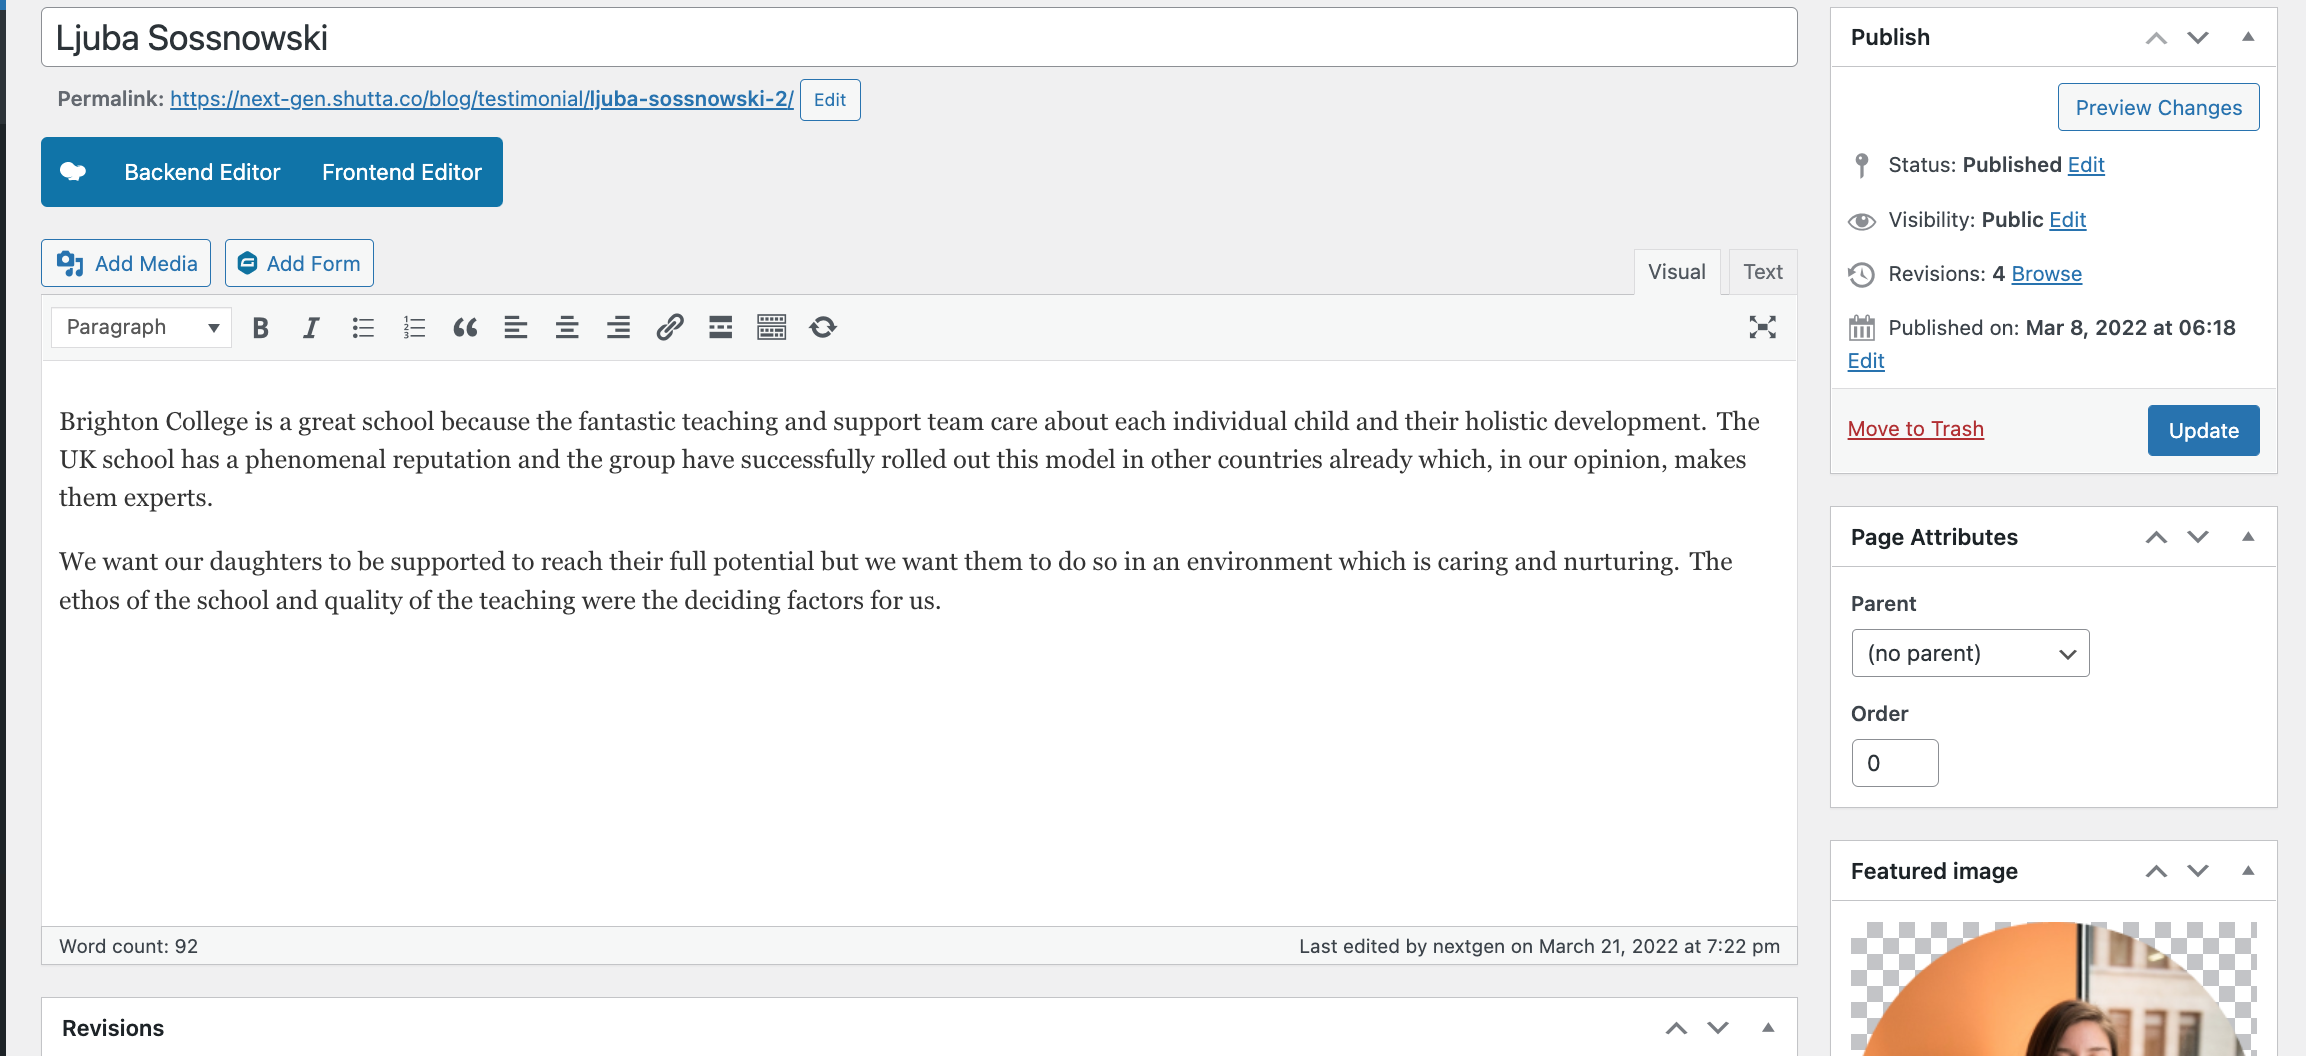 Ljuba Sossnowski
Permalink: https://next-gen.shutta.co/blog/testimonial/ljuba-sossnowski-2/ Edit
Backend Editor Frontend Editor
Add Media Add Form
Visual Text
Paragraph
Brighton College is a great school because the fantastic teaching and support team care about each individual child and their holistic development. The
UK school has a phenomenal reputation and the group have successfully rolled out this model in other countries already which, in our opinion, makes
them experts.
We want our daughters to be supported to reach their full potential but we want them to do so in an environment which is caring and nurturing. The
ethos of the school and quality of the teaching were the deciding factors for us.
Word count: 92
Last edited by nextgen on March 21, 2022 at 7:22 pm
Revisions
Publish
Preview Changes
Status: Published Edit
Visibility: Public Edit
Revisions: 4 Browse
Published on: Mar 8, 2022 at 06:18
Edit
Move to Trash
Update
Page Attributes
Parent
(no parent)
Order
0
Featured image